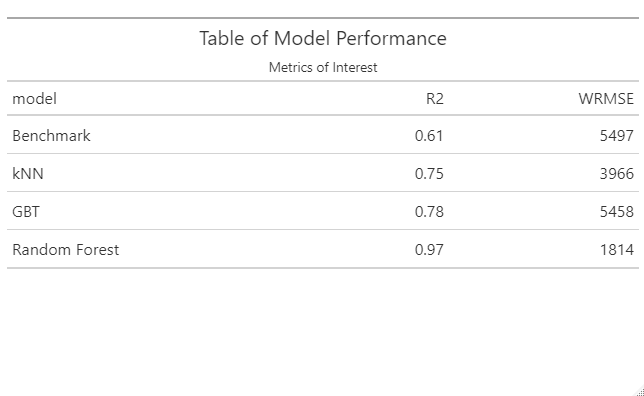 Table of Model Performance
Metrics of Interest
model R2 WRMSE
Benchmark 0.61 5497
kNN 0.75 3966
GBT 0.78 5458
Random Forest 0.97 1814